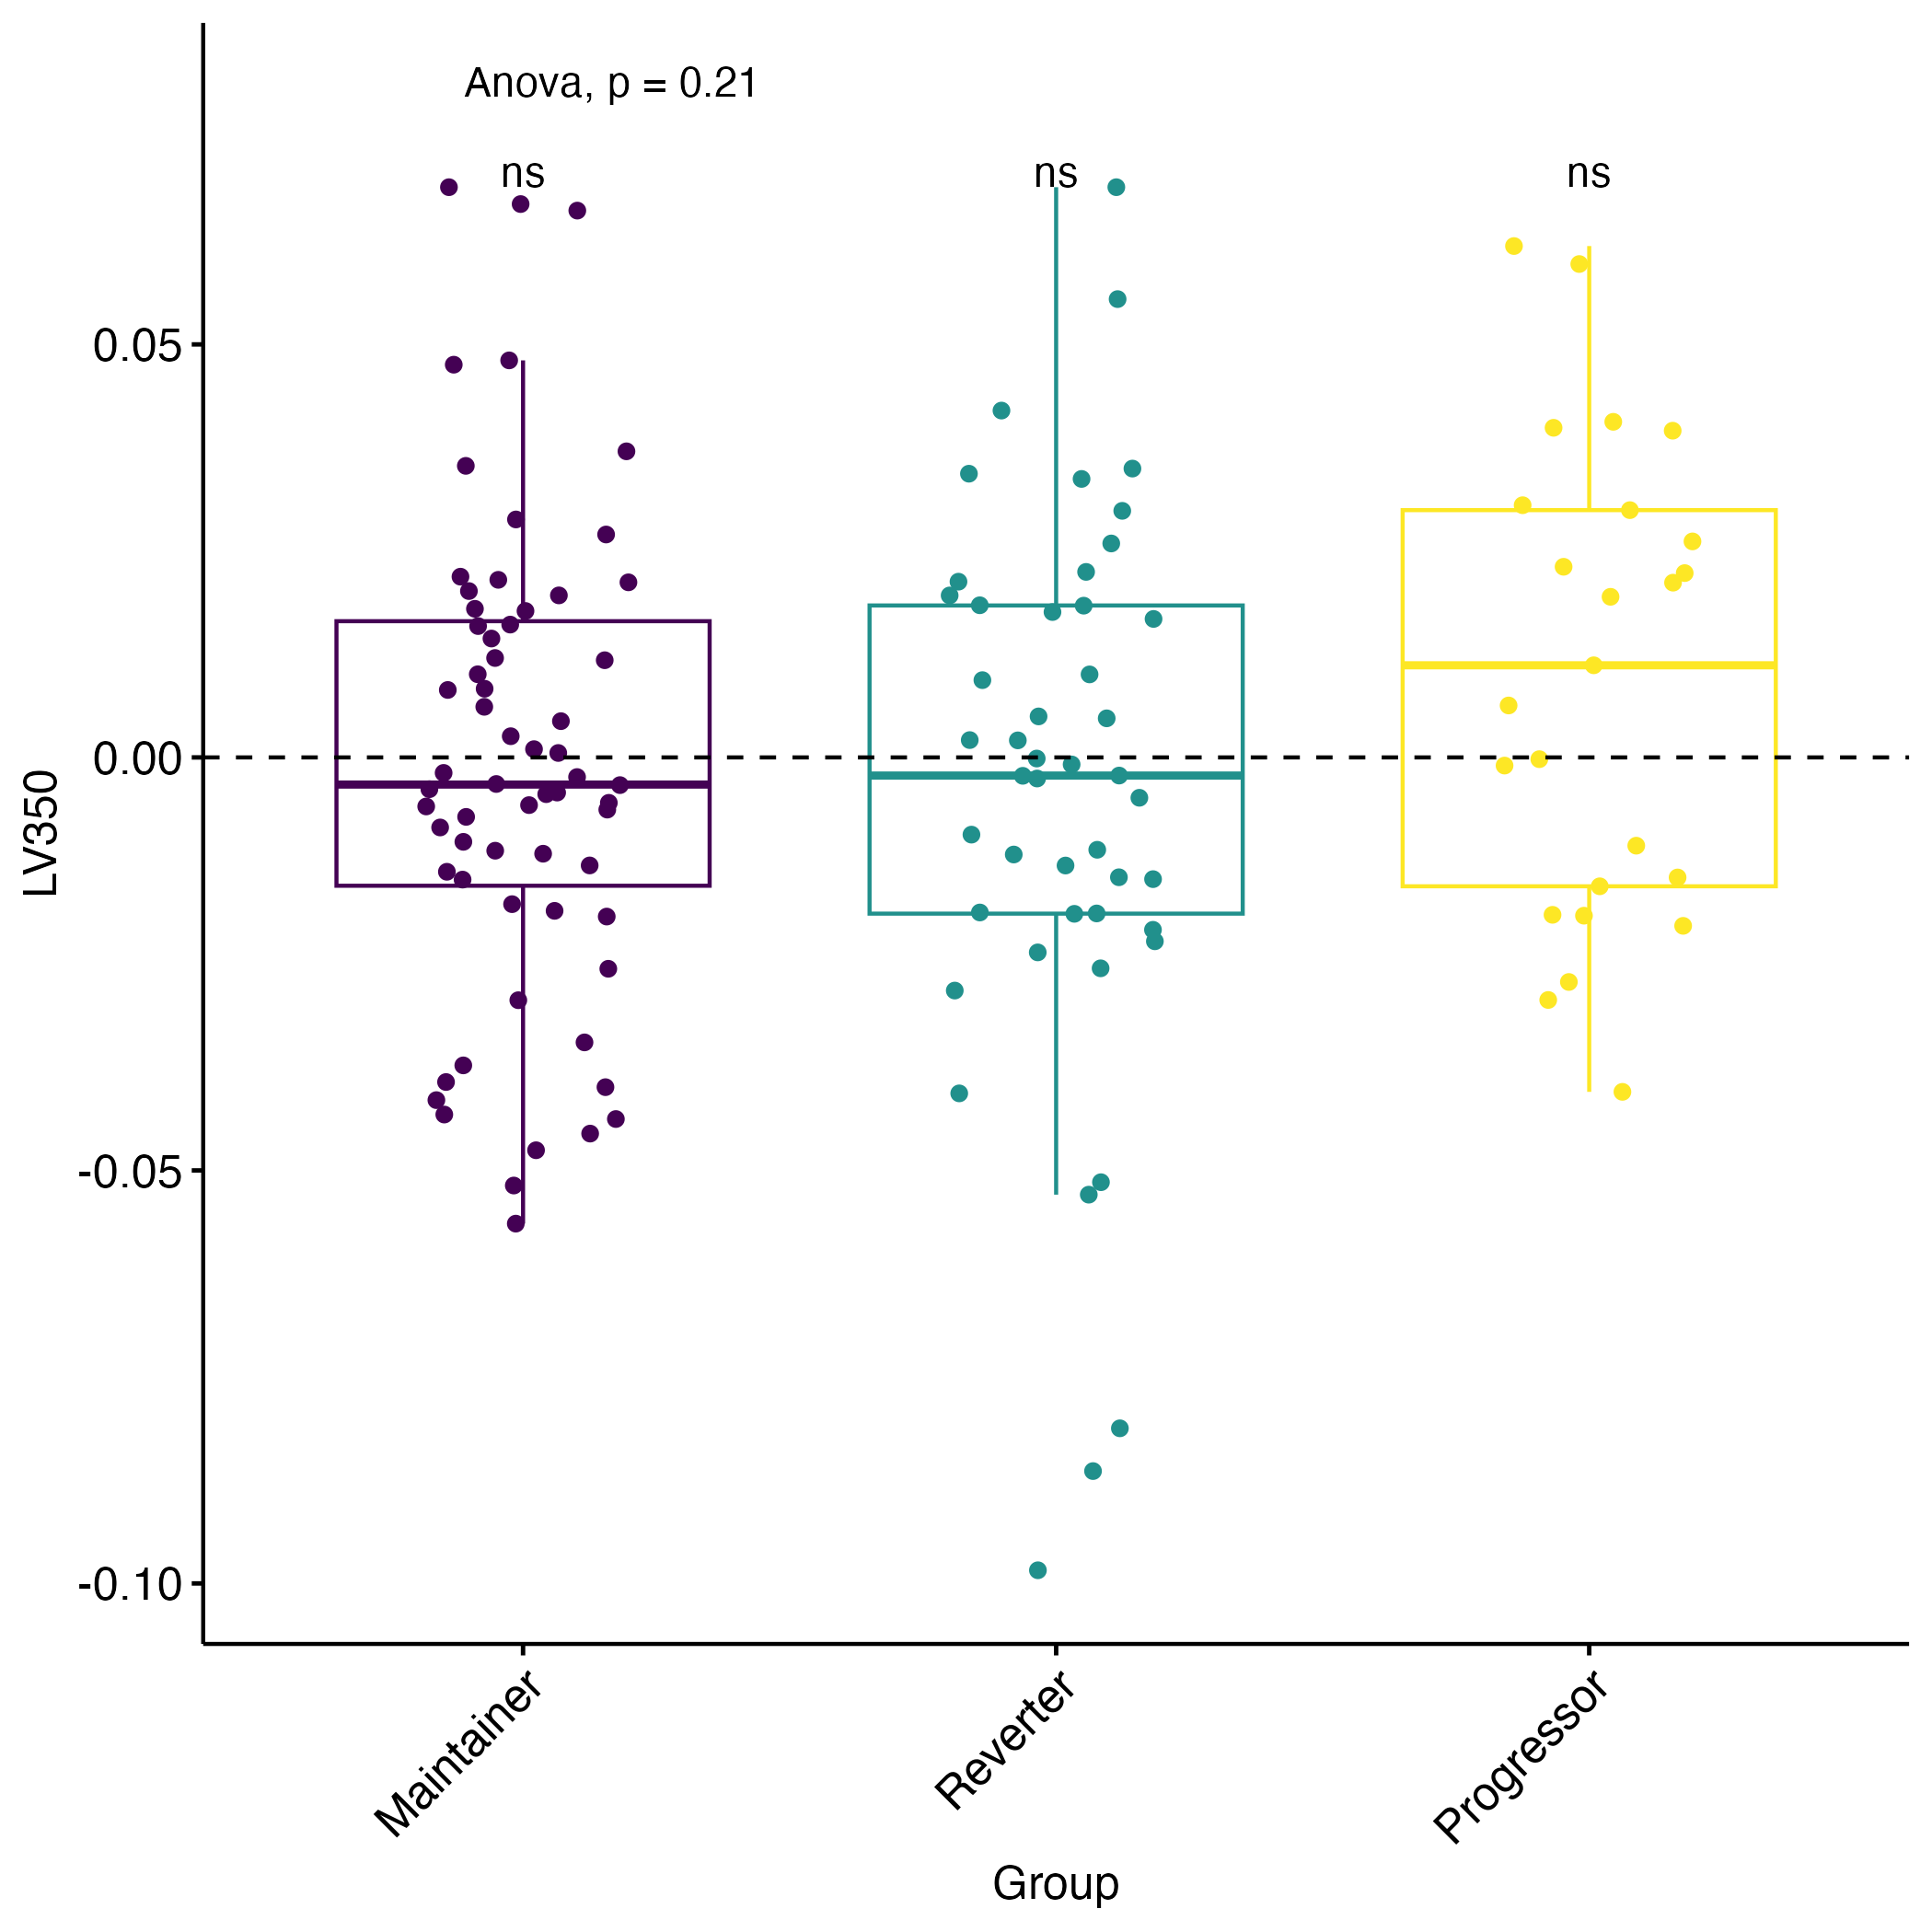 Anova, p = 0.21
ns ns ns
0.05
0.00
-0.05
-0.10
LV350
Maintainer
Reverter
Progressor
Group